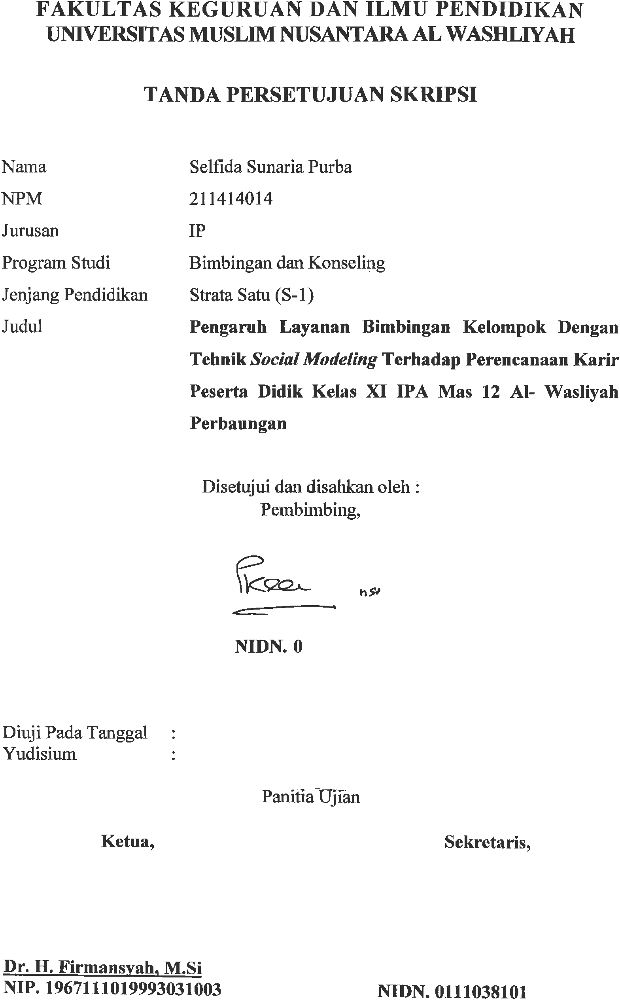 FAKULTAS KEGURUAN DAN ILMU PENDIDIKAN
UNIVERSITAS MUSLIM NUSANTARA AL WASHLIYAH
TANDA PERSETUJUAN SKRIPSI
Nama Selfida Sunaria Purba
NPM 211414014
Jurusan IP
Program Studi Bimbingan dan Konseling
Jenjang Pendidikan Strata Satu (S-1)
Judul Pengaruh Layanan Bimbingan Kelompok Dengan
Tehnik Social Modeling Terhadap Perencanaan Karir
Peserta Didik Kelas XI IPA Mas 12 Al- Wasliyah
Perbaungan
Disetujui dan disahkan oleh :
Pembimbing,
NIDN. 0
Diuji Pada Tanggal :
Yudisium :
Panitia Ujian
Ketua, Sekretaris,
Dr. H. Firmansyah, M.Si
NIP. 1967111019993031003 NIDN. 0111038101